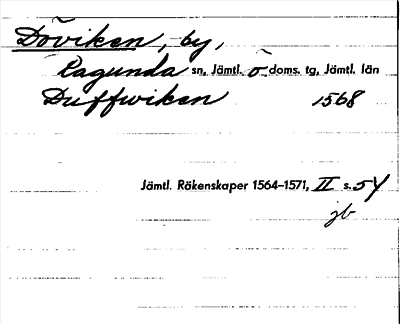 Döviken, by,
Ragunda sn, Jämtl. ö doms. tg, Jämtl. län
Duffwiken 1568
Jämtl. Räkenskaper 1564–1571, II s. 54
jb